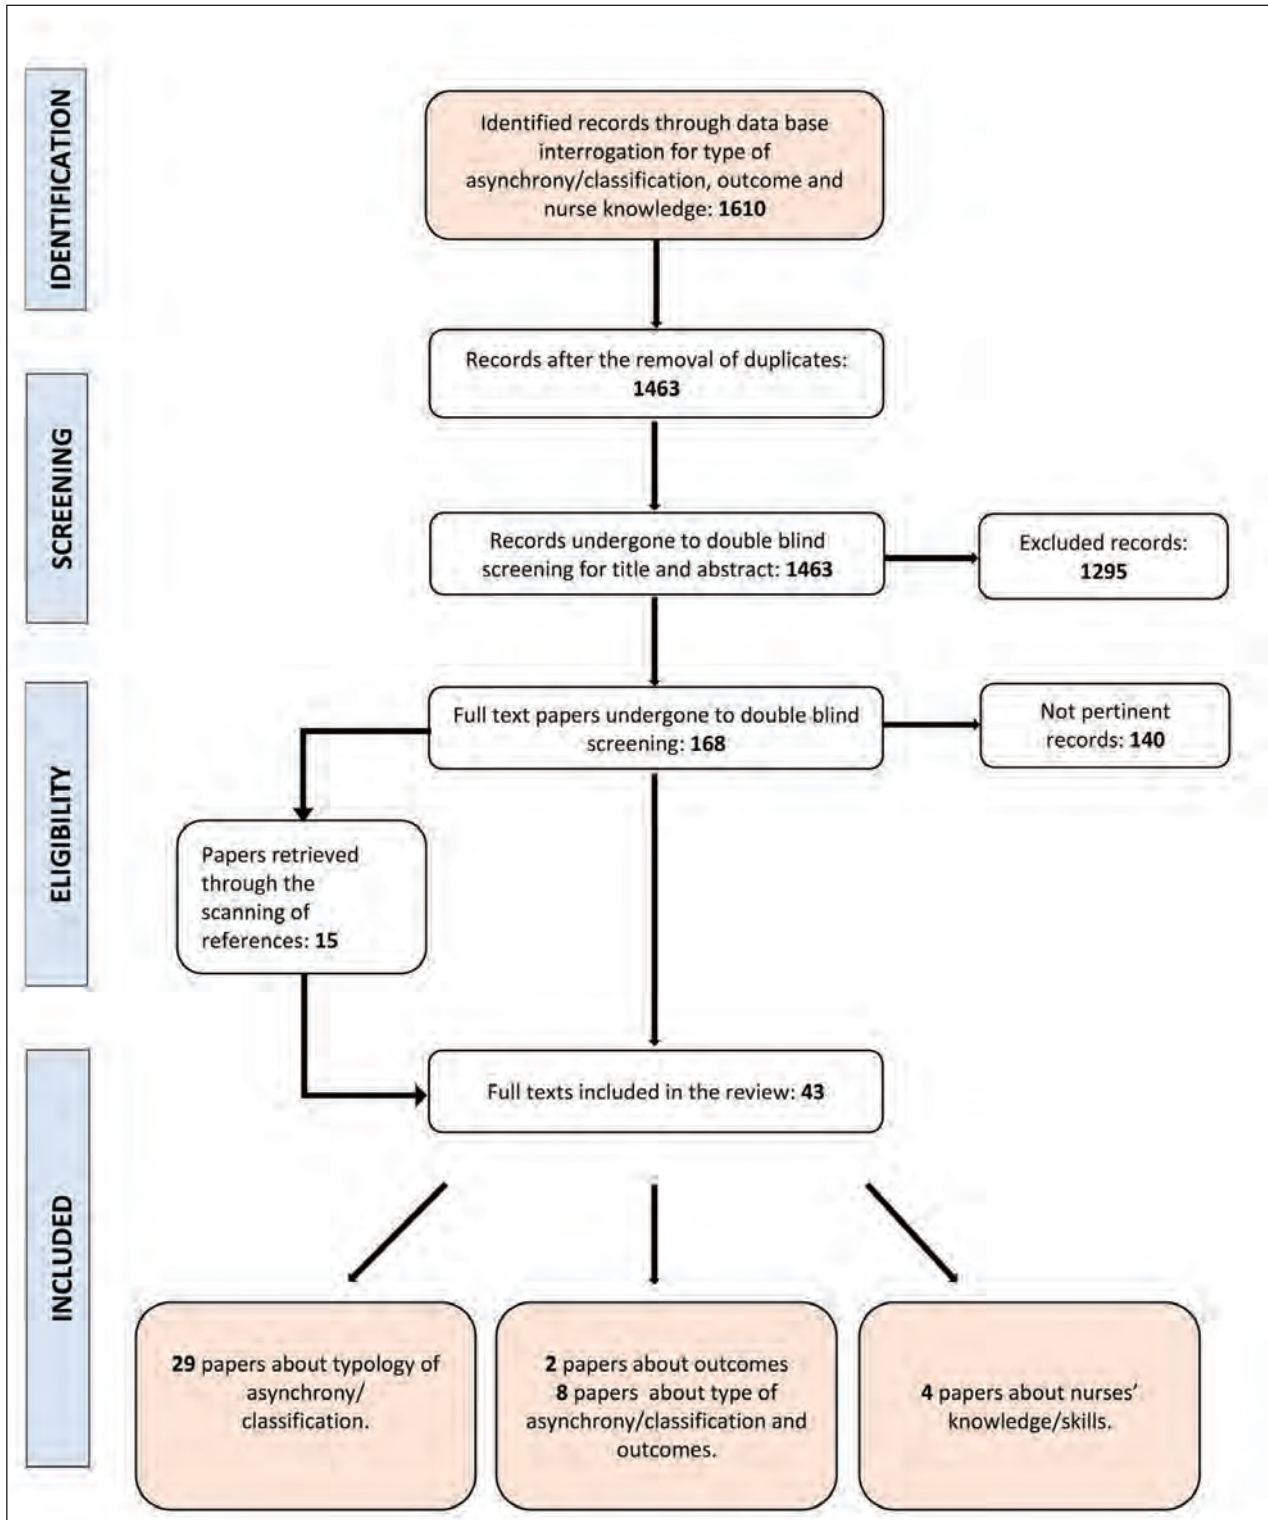 IDENTIFICATION
Identified records through data base
interrogation for type of
asynchrony/classification, outcome and
nurse knowledge: 1610
Records after the removal of duplicates:
1463
SCREENING
Records undergone to double blind
screening for title and abstract: 1463
Excluded records:
1295
ELIGIBILITY
Full text papers undergone to double blind
screening: 168
Not pertinent
records: 140
Papers retrieved
through the
scanning of
references: 15
INCLUDED
Full texts included in the review: 43
29 papers about typology of
asynchrony/
classification.
2 papers about outcomes
8 papers about type of
asynchrony/classification and
outcomes.
4 papers about nurses’
knowledge/skills.